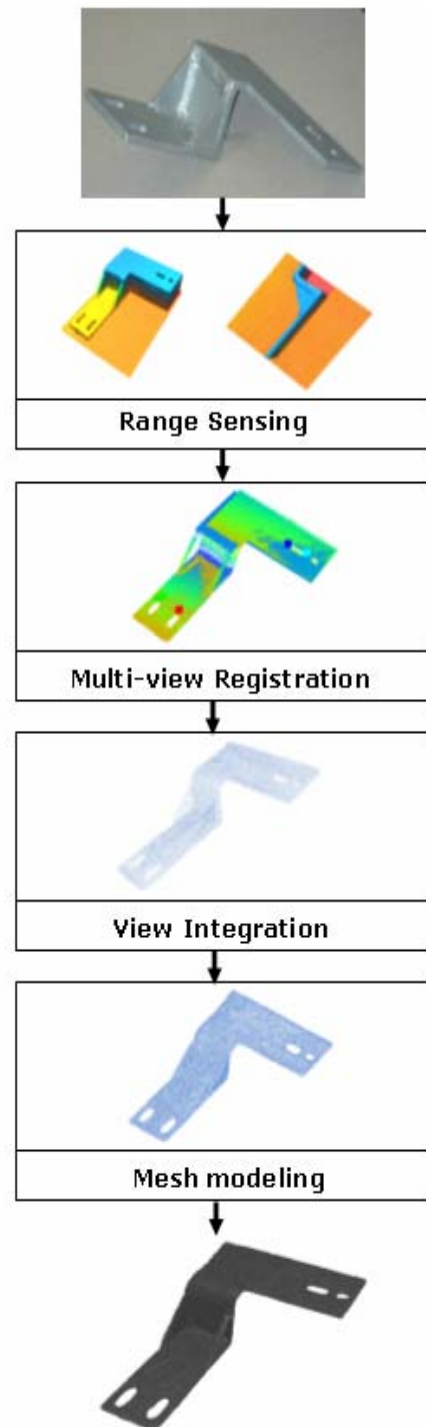 Range Sensing
Multi-view Registration
View Integration
Mesh modeling